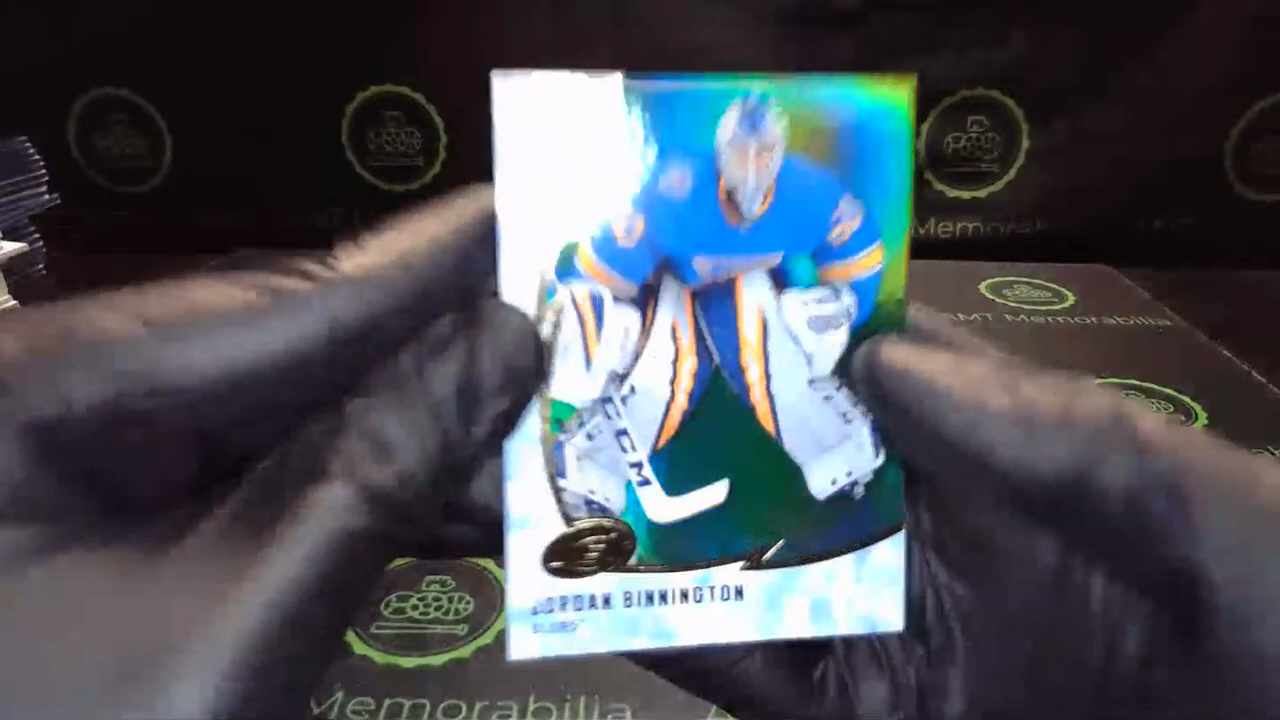 Memorabilia
AMT Memorabilia
CCM
JORDAN BINNINGTON
BLUES
Memorabilia